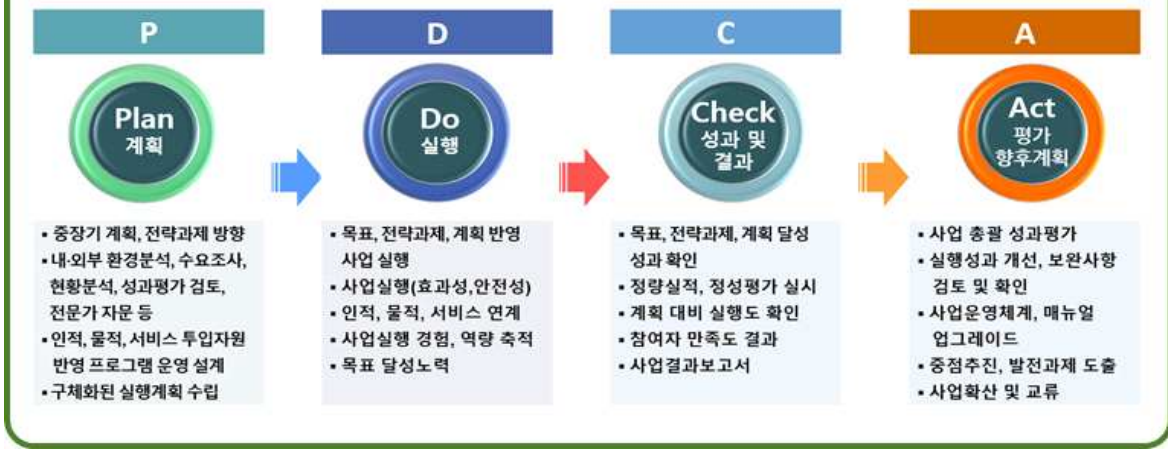 P
Plan
계획
▪ 중장기 계획, 전략과제 방향
▪ 내·외부 환경분석, 수요조사,
현황분석, 성과평가 검토,
전문가 자문 등
▪ 인적, 물적, 서비스 투입자원
반영 프로그램 운영 설계
▪ 구체화된 실행계획 수립
D
Do
실행
▪ 목표, 전략과제, 계획 반영
사업 실행
▪ 사업실행(효과성,안전성)
▪ 인적, 물적, 서비스 연계
▪ 사업실행 경험, 역량 축적
▪ 목표 달성노력
C
Check
성과 및
결과
▪ 목표, 전략과제, 계획 달성
성과 확인
▪ 정량실적, 정성평가 실시
▪ 계획 대비 실행도 확인
▪ 참여자 만족도 결과
▪ 사업결과보고서
A
Act
평가
향후계획
▪ 사업 총괄 성과평가
▪ 실행성과 개선, 보완사항
검토 및 확인
▪ 사업운영체계, 매뉴얼
업그레이드
▪ 중점추진, 발전과제 도출
▪ 사업확산 및 교류